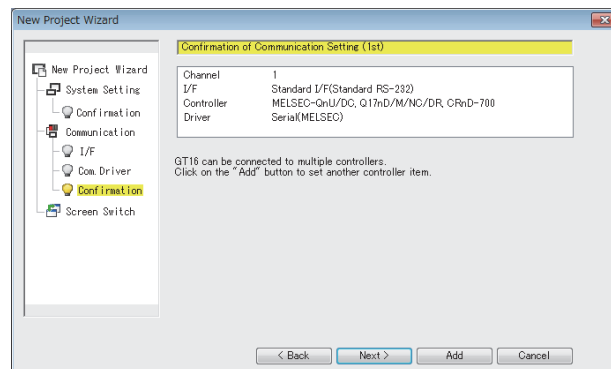 New Project Wizard
New Project Wizard
System Setting
Confirmation
Communication
I/F
Com. Driver
Confirmation
Screen Switch
Confirmation of Communication Setting (1st)
Channel 1
I/F Standard I/F(Standard RS-232)
Controller MELSEC-QnU/DC, Q17nD/M/NC/DR, CRnD-700
Driver Serial(MELSEC)
GT16 can be connected to multiple controllers.
Click on the "Add" button to set another controller item.
< Back Next > Add Cancel